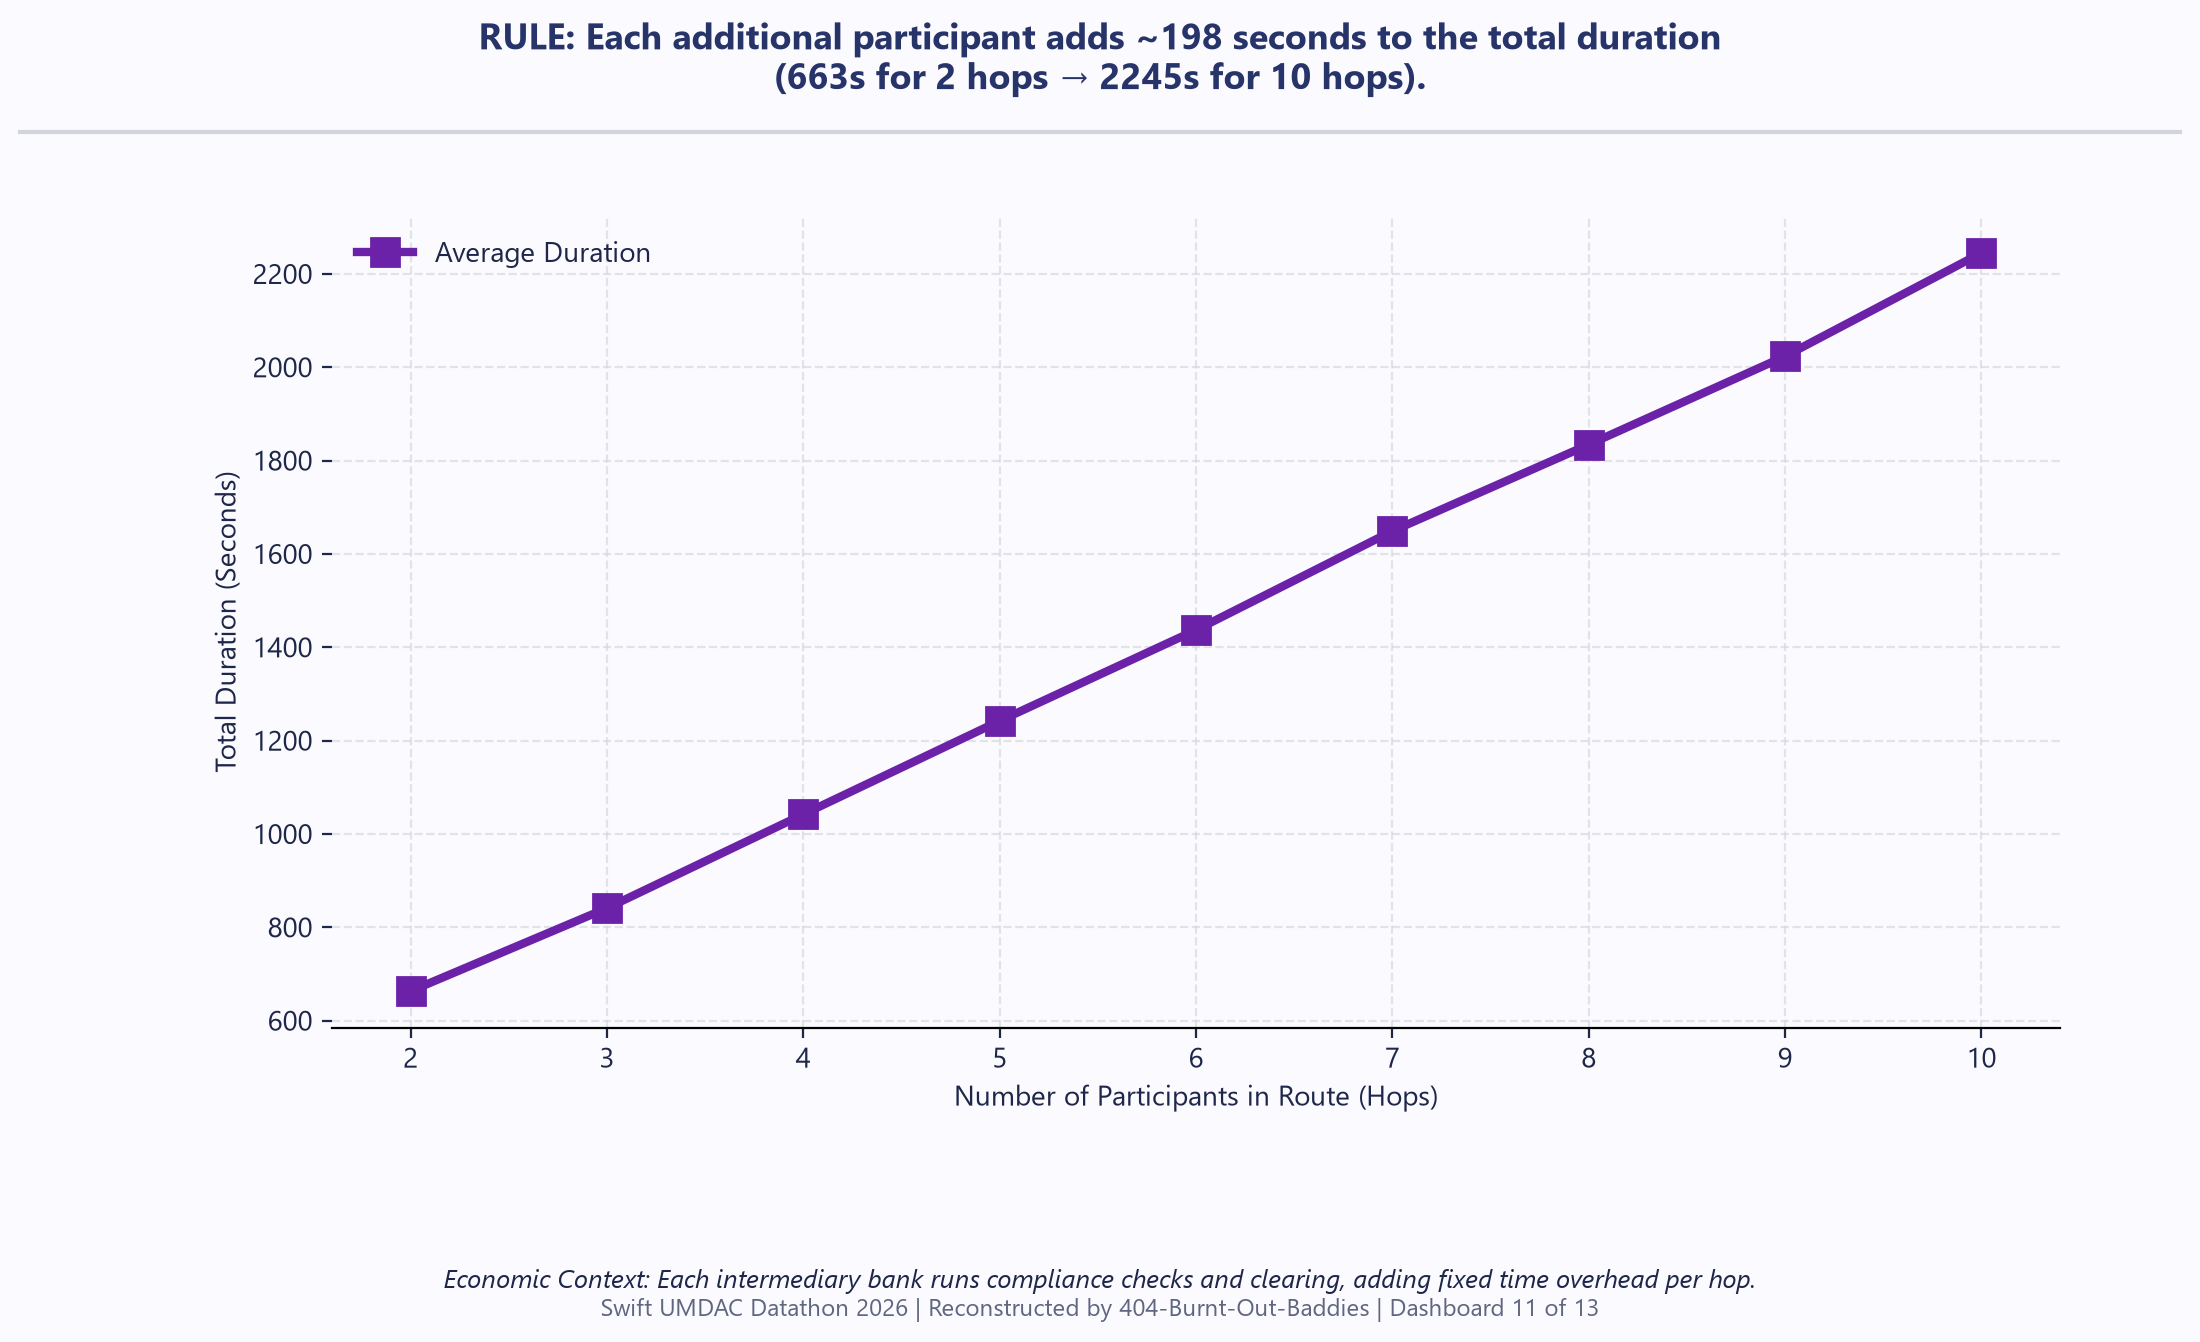 RULE: Each additional participant adds ~198 seconds to the total duration
(663s for 2 hops → 2245s for 10 hops).
Average Duration
2200
2000
1800
1600
1400
1200
1000
800
600
Total Duration (Seconds)
2 3 4 5 6 7 8 9 10
Number of Participants in Route (Hops)
Economic Context: Each intermediary bank runs compliance checks and clearing, adding fixed time overhead per hop.
Swift UMDAC Datathon 2026 | Reconstructed by 404-Burnt-Out-Baddies | Dashboard 11 of 13